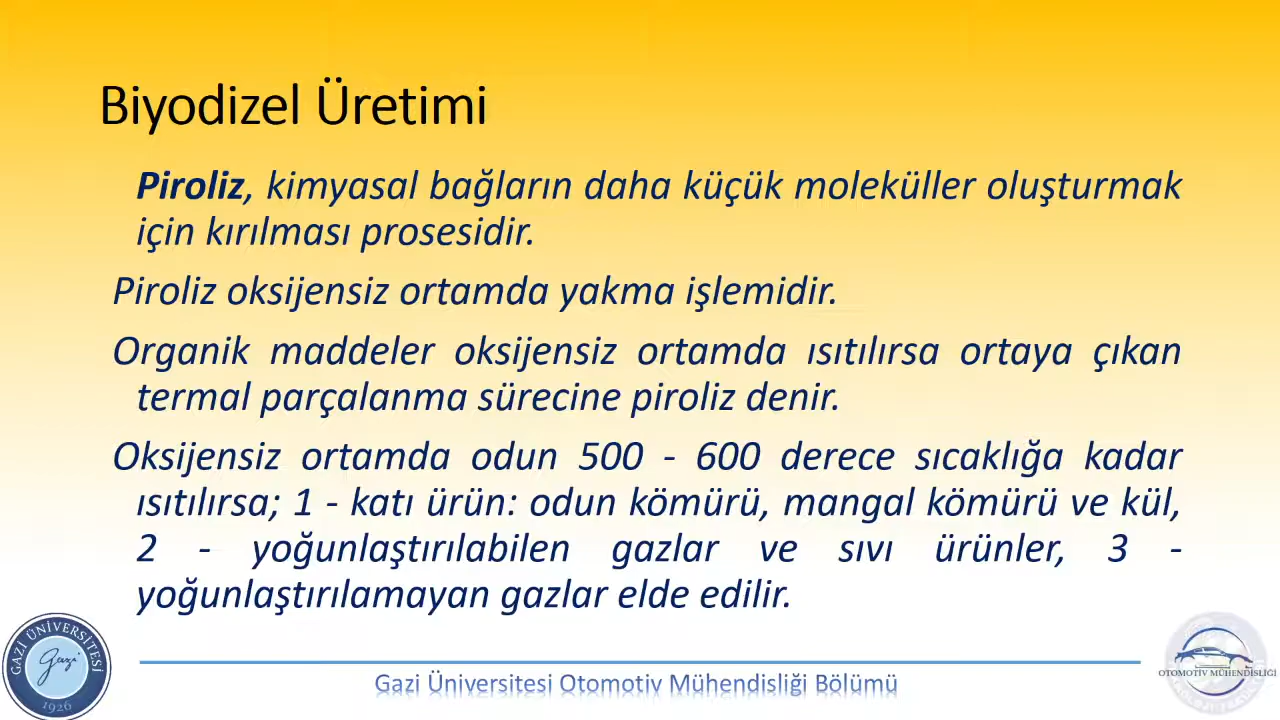 Biyodizel Üretimi
Piroliz, kimyasal bağların daha küçük moleküller oluşturmak
için kırılması prosesidir.
Piroliz oksijensiz ortamda yakma işlemidir.
Organik maddeler oksijensiz ortamda ısıtılırsa ortaya çıkan
termal parçalanma sürecine piroliz denir.
Oksijensiz ortamda odun 500 - 600 derece sıcaklığa kadar
ısıtılırsa; 1 - katı ürün: odun kömürü, mangal kömürü ve kül,
2 - yoğunlaştırılabilen gazlar ve sıvı ürünler, 3 -
yoğunlaştırılamayan gazlar elde edilir.
GAZİ ÜNİVERSİTESİ
Gazi
1926
Gazi Üniversitesi Otomotiv Mühendisliği Bölümü
OTOMOTİV MÜHENDİSLİĞİ